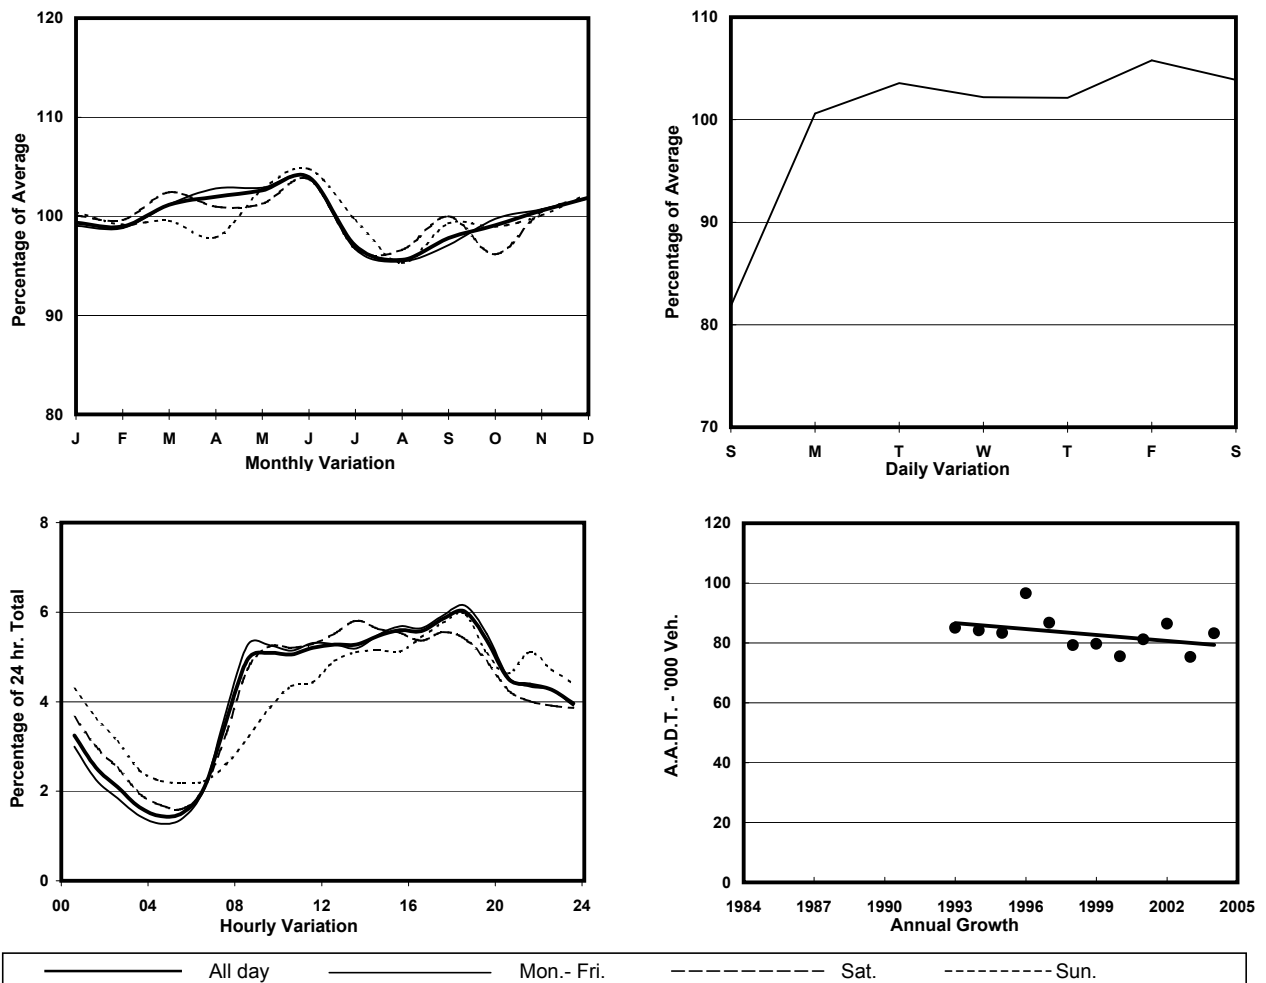 120
110
100
90
80
Percentage of Average
J F M A M J J A S O N D
Monthly Variation
110
100
90
80
70
Percentage of Average
S M T W T F S
Daily Variation
8
6
4
2
0
Percentage of 24 hr. Total
00 04 08 12 16 20 24
Hourly Variation
120
100
80
60
40
20
0
A.A.D.T. - '000 Veh.
1984 1987 1990 1993 1996 1999 2002 2005
Annual Growth
All day Mon.- Fri. Sat. Sun.